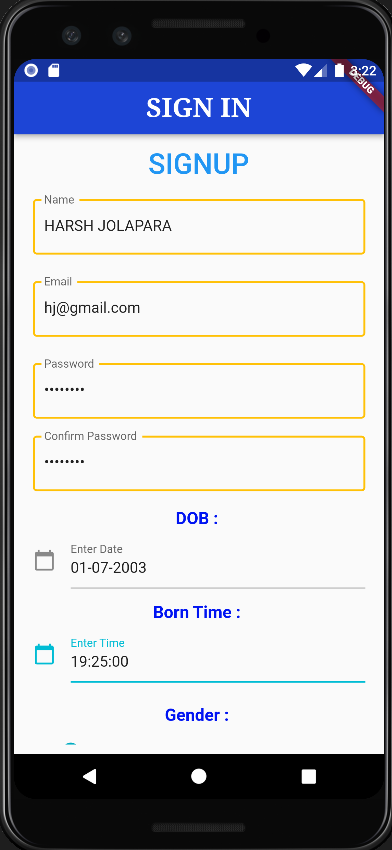 3:22
DEBUG
SIGN IN
SIGNUP
Name
HARSH JOLAPARA
Email
hj@gmail.com
Password
••••••••
Confirm Password
••••••••
DOB :
Enter Date
01-07-2003
Born Time :
Enter Time
19:25:00
Gender :